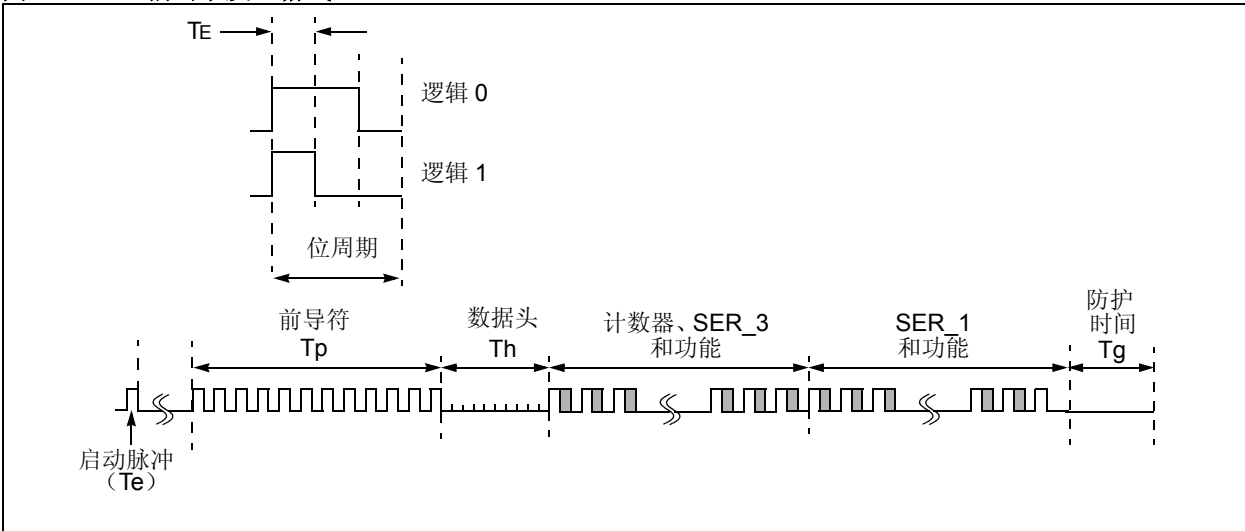 TE
逻辑 0
逻辑 1
位周期
前导符
Tp
数据头
Th
计数器、SER_3
和功能
SER_1
和功能
防护
时间
Tg
启动脉冲
（Te）